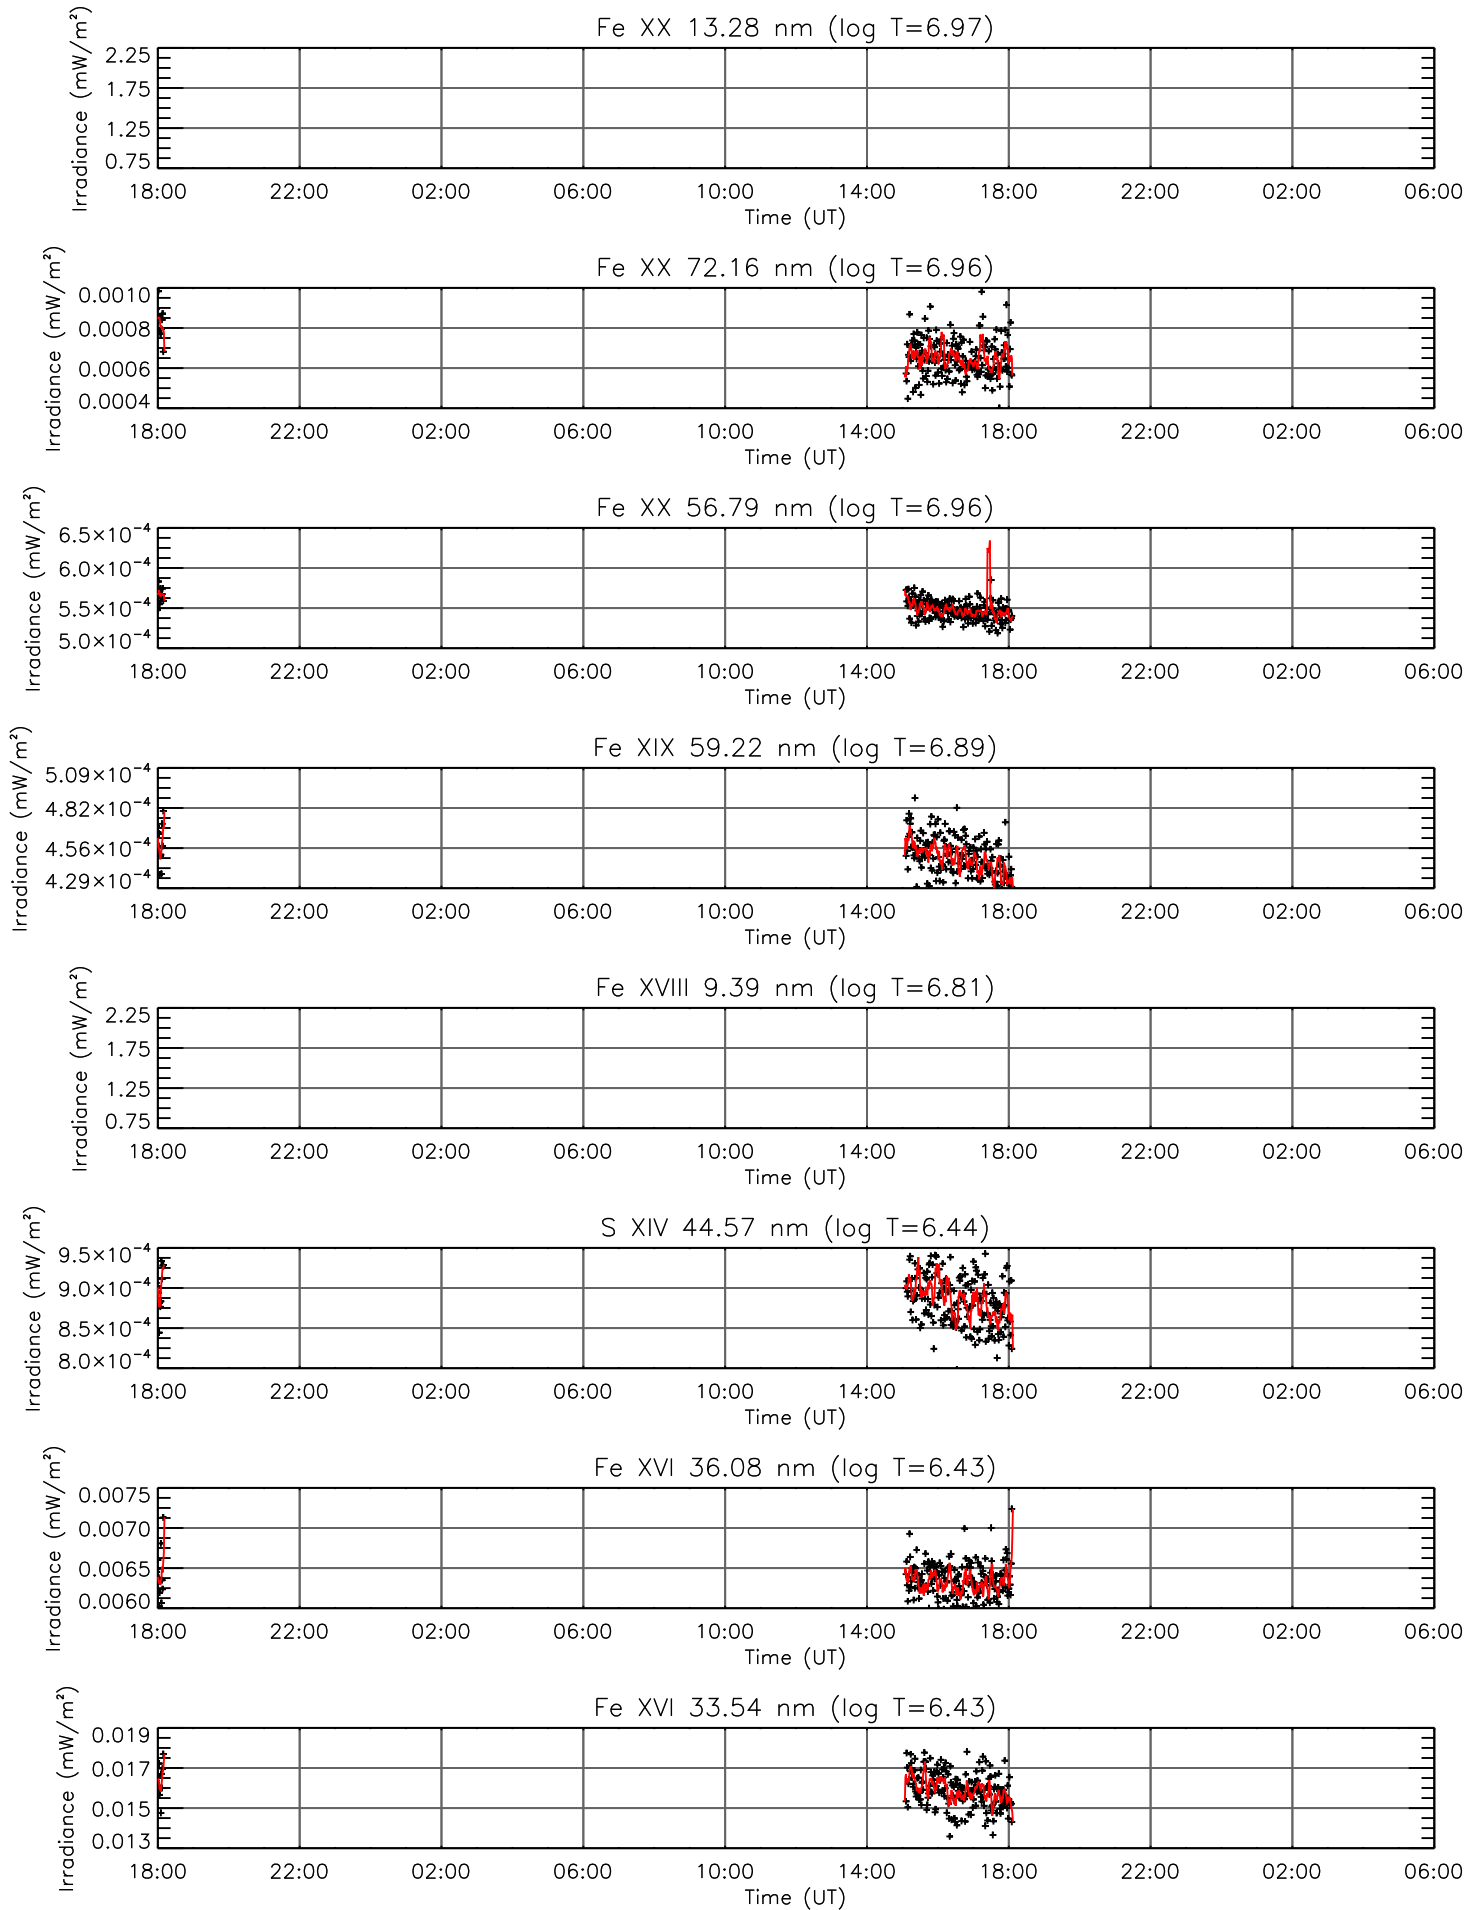 Fe XX 13.28 nm (log T=6.97)
Irradiance (mW/m²)
2.25
1.75
1.25
0.75
18:00 22:00 02:00 06:00 10:00 14:00 18:00 22:00 02:00 06:00
Time (UT)
Fe XX 72.16 nm (log T=6.96)
Irradiance (mW/m²)
0.0010
0.0008
0.0006
0.0004
18:00 22:00 02:00 06:00 10:00 14:00 18:00 22:00 02:00 06:00
Time (UT)
Fe XX 56.79 nm (log T=6.96)
Irradiance (mW/m²)
6.5×10⁻⁴
6.0×10⁻⁴
5.5×10⁻⁴
5.0×10⁻⁴
18:00 22:00 02:00 06:00 10:00 14:00 18:00 22:00 02:00 06:00
Time (UT)
Fe XIX 59.22 nm (log T=6.89)
Irradiance (mW/m²)
5.09×10⁻⁴
4.82×10⁻⁴
4.56×10⁻⁴
4.29×10⁻⁴
18:00 22:00 02:00 06:00 10:00 14:00 18:00 22:00 02:00 06:00
Time (UT)
Fe XVIII 9.39 nm (log T=6.81)
Irradiance (mW/m²)
2.25
1.75
1.25
0.75
18:00 22:00 02:00 06:00 10:00 14:00 18:00 22:00 02:00 06:00
Time (UT)
S XIV 44.57 nm (log T=6.44)
Irradiance (mW/m²)
9.5×10⁻⁴
9.0×10⁻⁴
8.5×10⁻⁴
8.0×10⁻⁴
18:00 22:00 02:00 06:00 10:00 14:00 18:00 22:00 02:00 06:00
Time (UT)
Fe XVI 36.08 nm (log T=6.43)
Irradiance (mW/m²)
0.0075
0.0070
0.0065
0.0060
18:00 22:00 02:00 06:00 10:00 14:00 18:00 22:00 02:00 06:00
Time (UT)
Fe XVI 33.54 nm (log T=6.43)
Irradiance (mW/m²)
0.019
0.017
0.015
0.013
18:00 22:00 02:00 06:00 10:00 14:00 18:00 22:00 02:00 06:00
Time (UT)